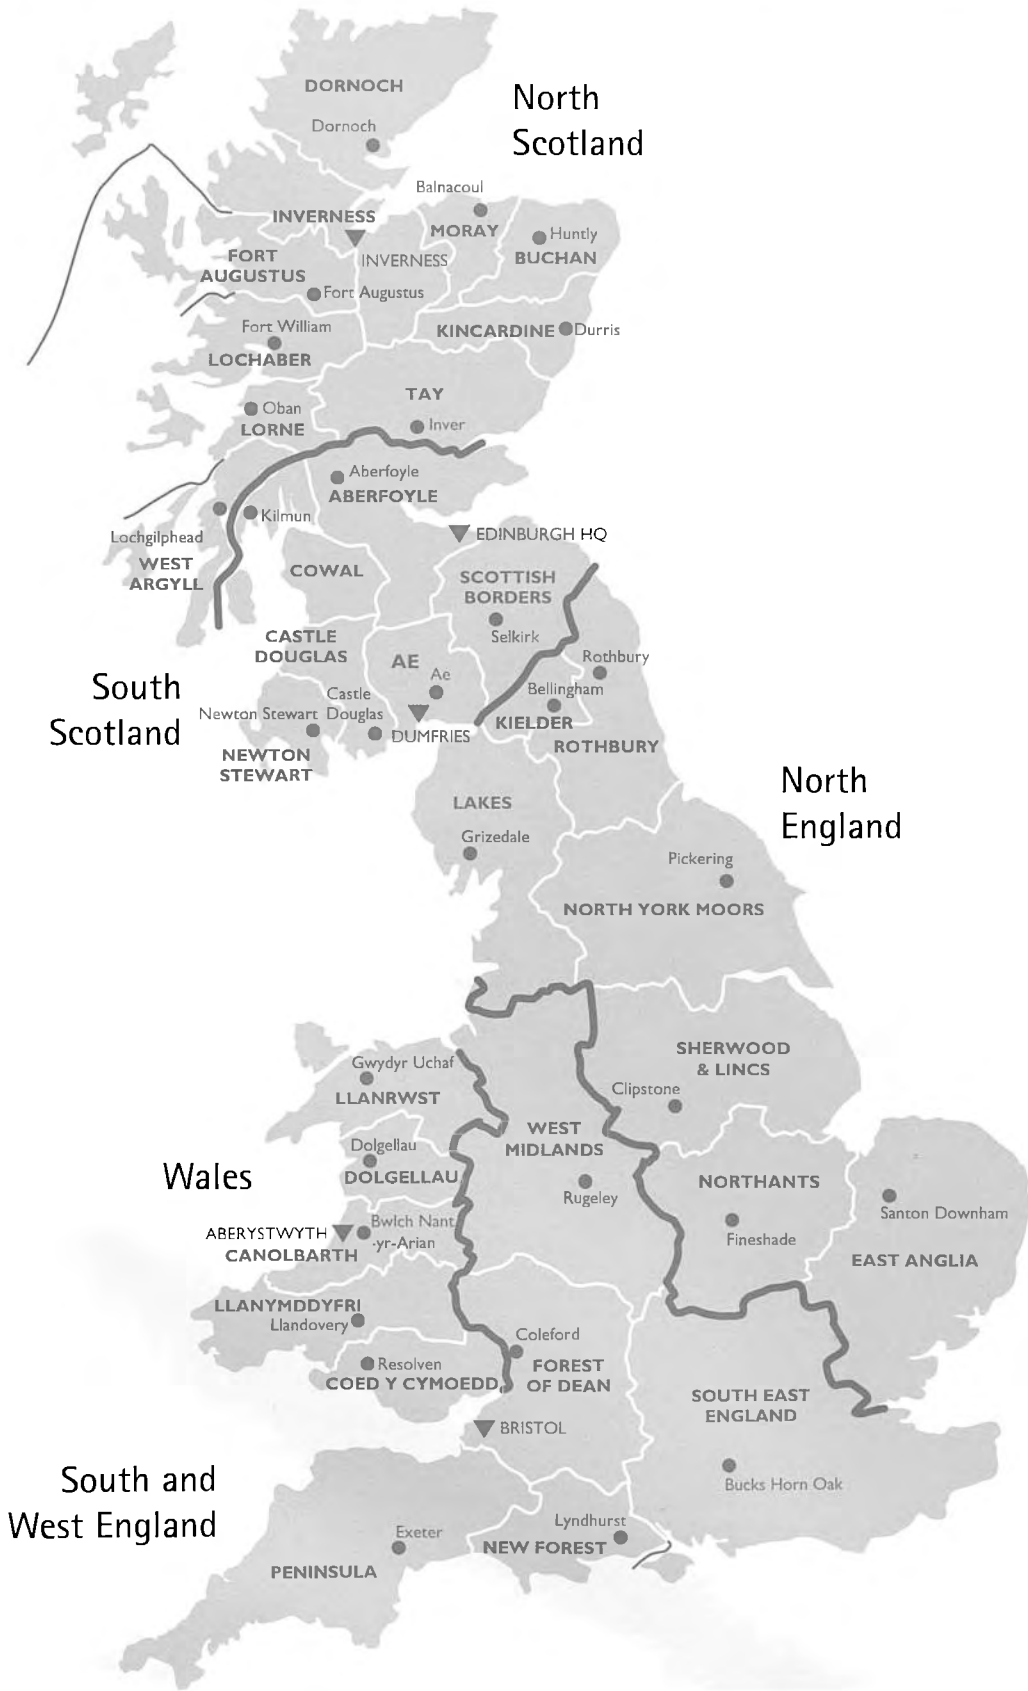 DORNOCH
Dornoch
North
Scotland
Balnacoul
INVERNESS
MORAY
Huntly
BUCHAN
FORT
AUGUSTUS
INVERNESS
Fort Augustus
Fort William
LOCHABER
KINCARDINE
Durris
TAY
Oban
LORNE
Inver
Aberfoyle
ABERFOYLE
Kilmun
Lochgilphead
WEST
ARGYLL
EDINBURGH HQ
COWAL
SCOTTISH
BORDERS
Selkirk
CASTLE
DOUGLAS
AE
Ae
South
Scotland
Castle
Douglas
Newton Stewart
NEWTON
STEWART
DUMFRIES
Rothbury
Bellingham
KIELDER
ROTHBURY
North
England
LAKES
Grizedale
Pickering
NORTH YORK MOORS
SHERWOOD
& LINCS
Clipstone
Gwydyr Uchaf
LLANRWST
WEST
MIDLANDS
Rugeley
Dolgellau
DOLGELLAU
Wales
NORTHANTS
Fineshade
Santon Downham
EAST ANGLIA
ABERYSTWYTH
Bwlch Nant
-yr-Arian
CANOLBARTH
LLANYMDDYFRI
Llandovery
Resolven
COED Y CYMOEDD
Coleford
FOREST
OF DEAN
BRISTOL
SOUTH EAST
ENGLAND
Bucks Horn Oak
South and
West England
Exeter
PENINSULA
Lyndhurst
NEW FOREST